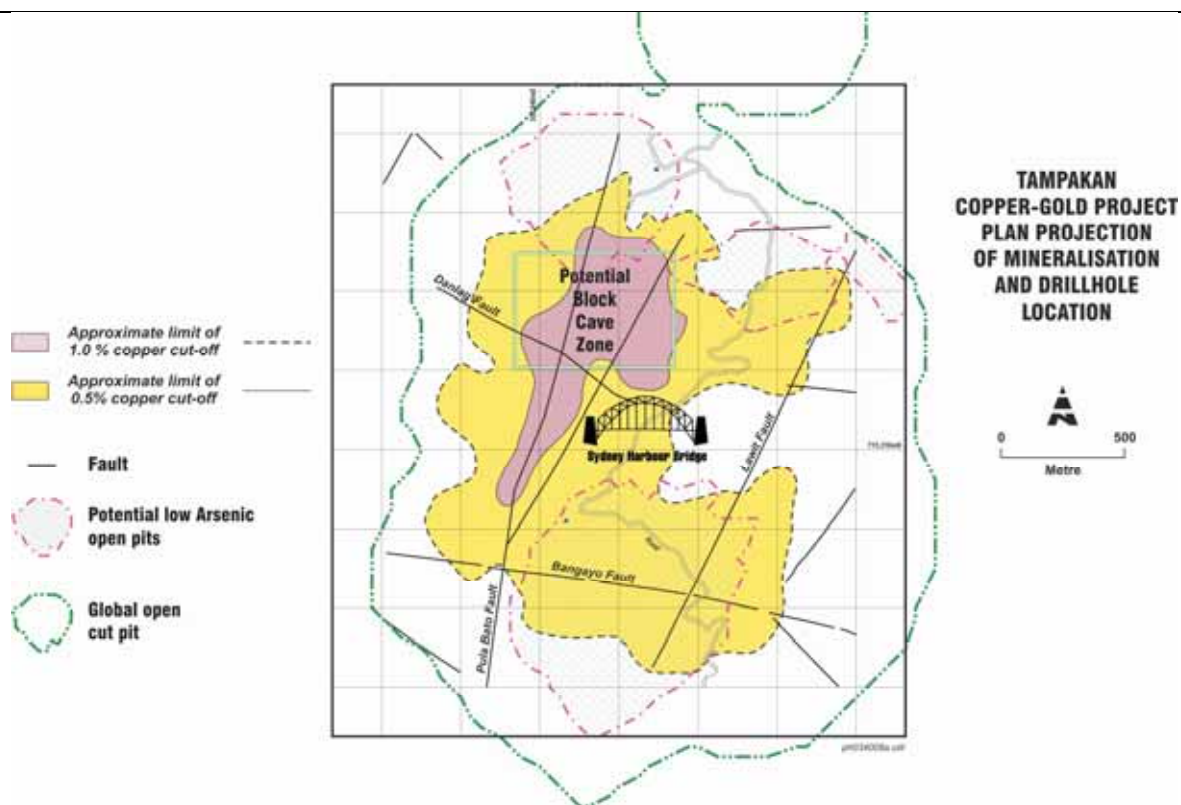 TAMPAKAN
COPPER-GOLD PROJECT
PLAN PROJECTION
OF MINERALISATION
AND DRILLHOLE
LOCATION
0 500
Metre
Approximate limit of
1.0 % copper cut-off
Approximate limit of
0.5% copper cut-off
Fault
Potential low Arsenic
open pits
Global open
cut pit
Potential
Block
Cave
Zone
Danlag Fault
Sydney Harbour Bridge
Lawit Fault
Bangayo Fault
Pula Bato Fault